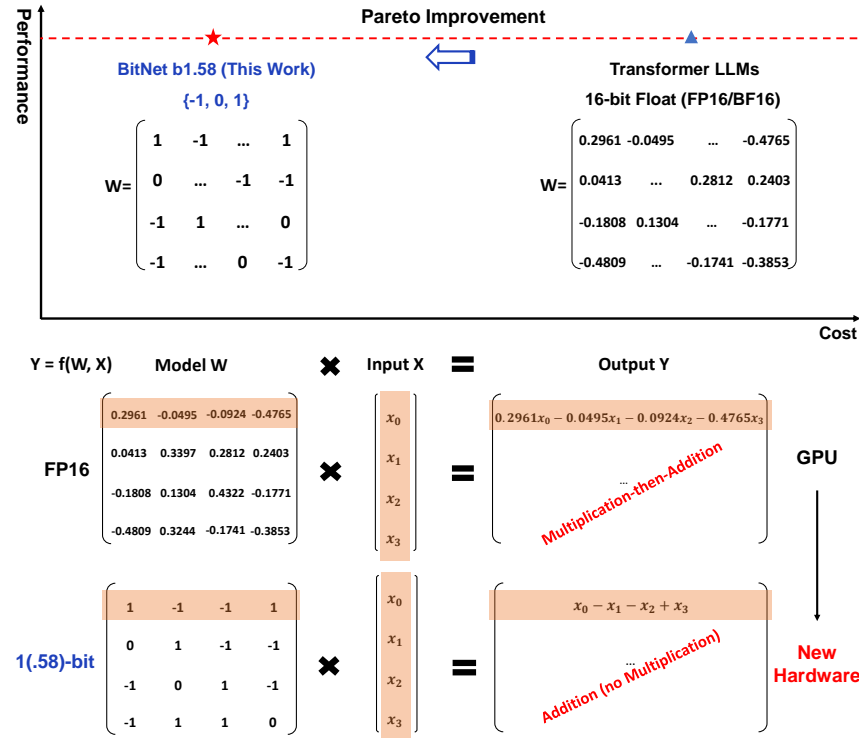 Performance
Pareto Improvement
BitNet b1.58 (This Work)
{-1, 0, 1}
Transformer LLMs
16-bit Float (FP16/BF16)
W=
1 -1 ... 1
0 ... -1 -1
-1 1 ... 0
-1 ... 0 -1
W=
0.2961 -0.0495 ... -0.4765
0.0413 ... 0.2812 0.2403
-0.1808 0.1304 ... -0.1771
-0.4809 ... -0.1741 -0.3853
Cost
Y = f(W, X) Model W ✖ Input X = Output Y
FP16
0.2961 -0.0495 -0.0924 -0.4765
0.0413 0.3397 0.2812 0.2403
-0.1808 0.1304 0.4322 -0.1771
-0.4809 0.3244 -0.1741 -0.3853
✖
x₀
x₁
x₂
x₃
=
0.2961x₀ − 0.0495x₁ − 0.0924x₂ − 0.4765x₃
...
Multiplication-then-Addition
GPU
1(.58)-bit
1 -1 -1 1
0 1 -1 -1
-1 0 1 -1
-1 1 1 0
✖
x₀
x₁
x₂
x₃
=
x₀ − x₁ − x₂ + x₃
...
Addition (no Multiplication)
New
Hardware